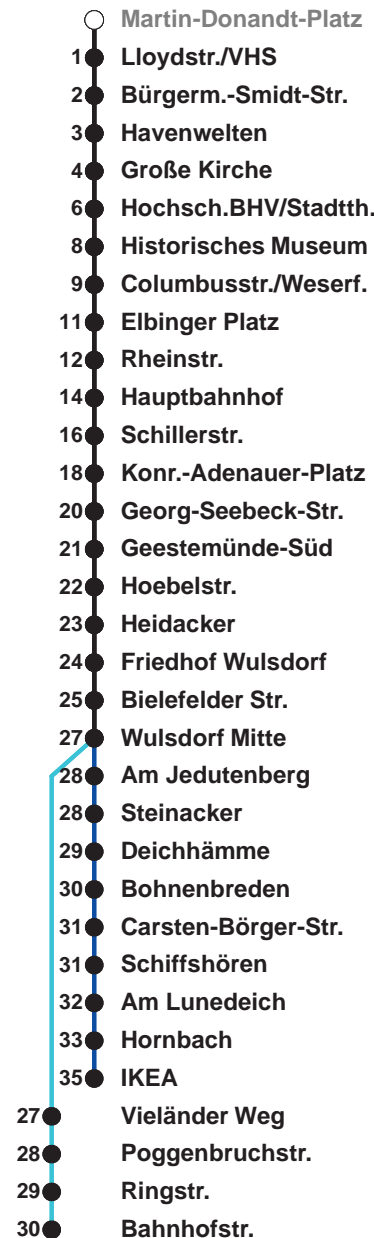 Martin-Donandt-Platz
1 Lloydstr./VHS
2 Bürgerm.-Smidt-Str.
3 Havenwelten
4 Große Kirche
6 Hochsch.BHV/Stadtth.
8 Historisches Museum
9 Columbusstr./Weserf.
11 Elbinger Platz
12 Rheinstr.
14 Hauptbahnhof
16 Schillerstr.
18 Konr.-Adenauer-Platz
20 Georg-Seebeck-Str.
21 Geestemünde-Süd
22 Hoebelstr.
23 Heidacker
24 Friedhof Wulsdorf
25 Bielefelder Str.
27 Wulsdorf Mitte
28 Am Jedutenberg
28 Steinacker
29 Deichhämme
30 Bohnenbreden
31 Carsten-Börger-Str.
31 Schiffshören
32 Am Lunedeich
33 Hornbach
35 IKEA
27 Vieländer Weg
28 Poggenbruchstr.
29 Ringstr.
30 Bahnhofstr.